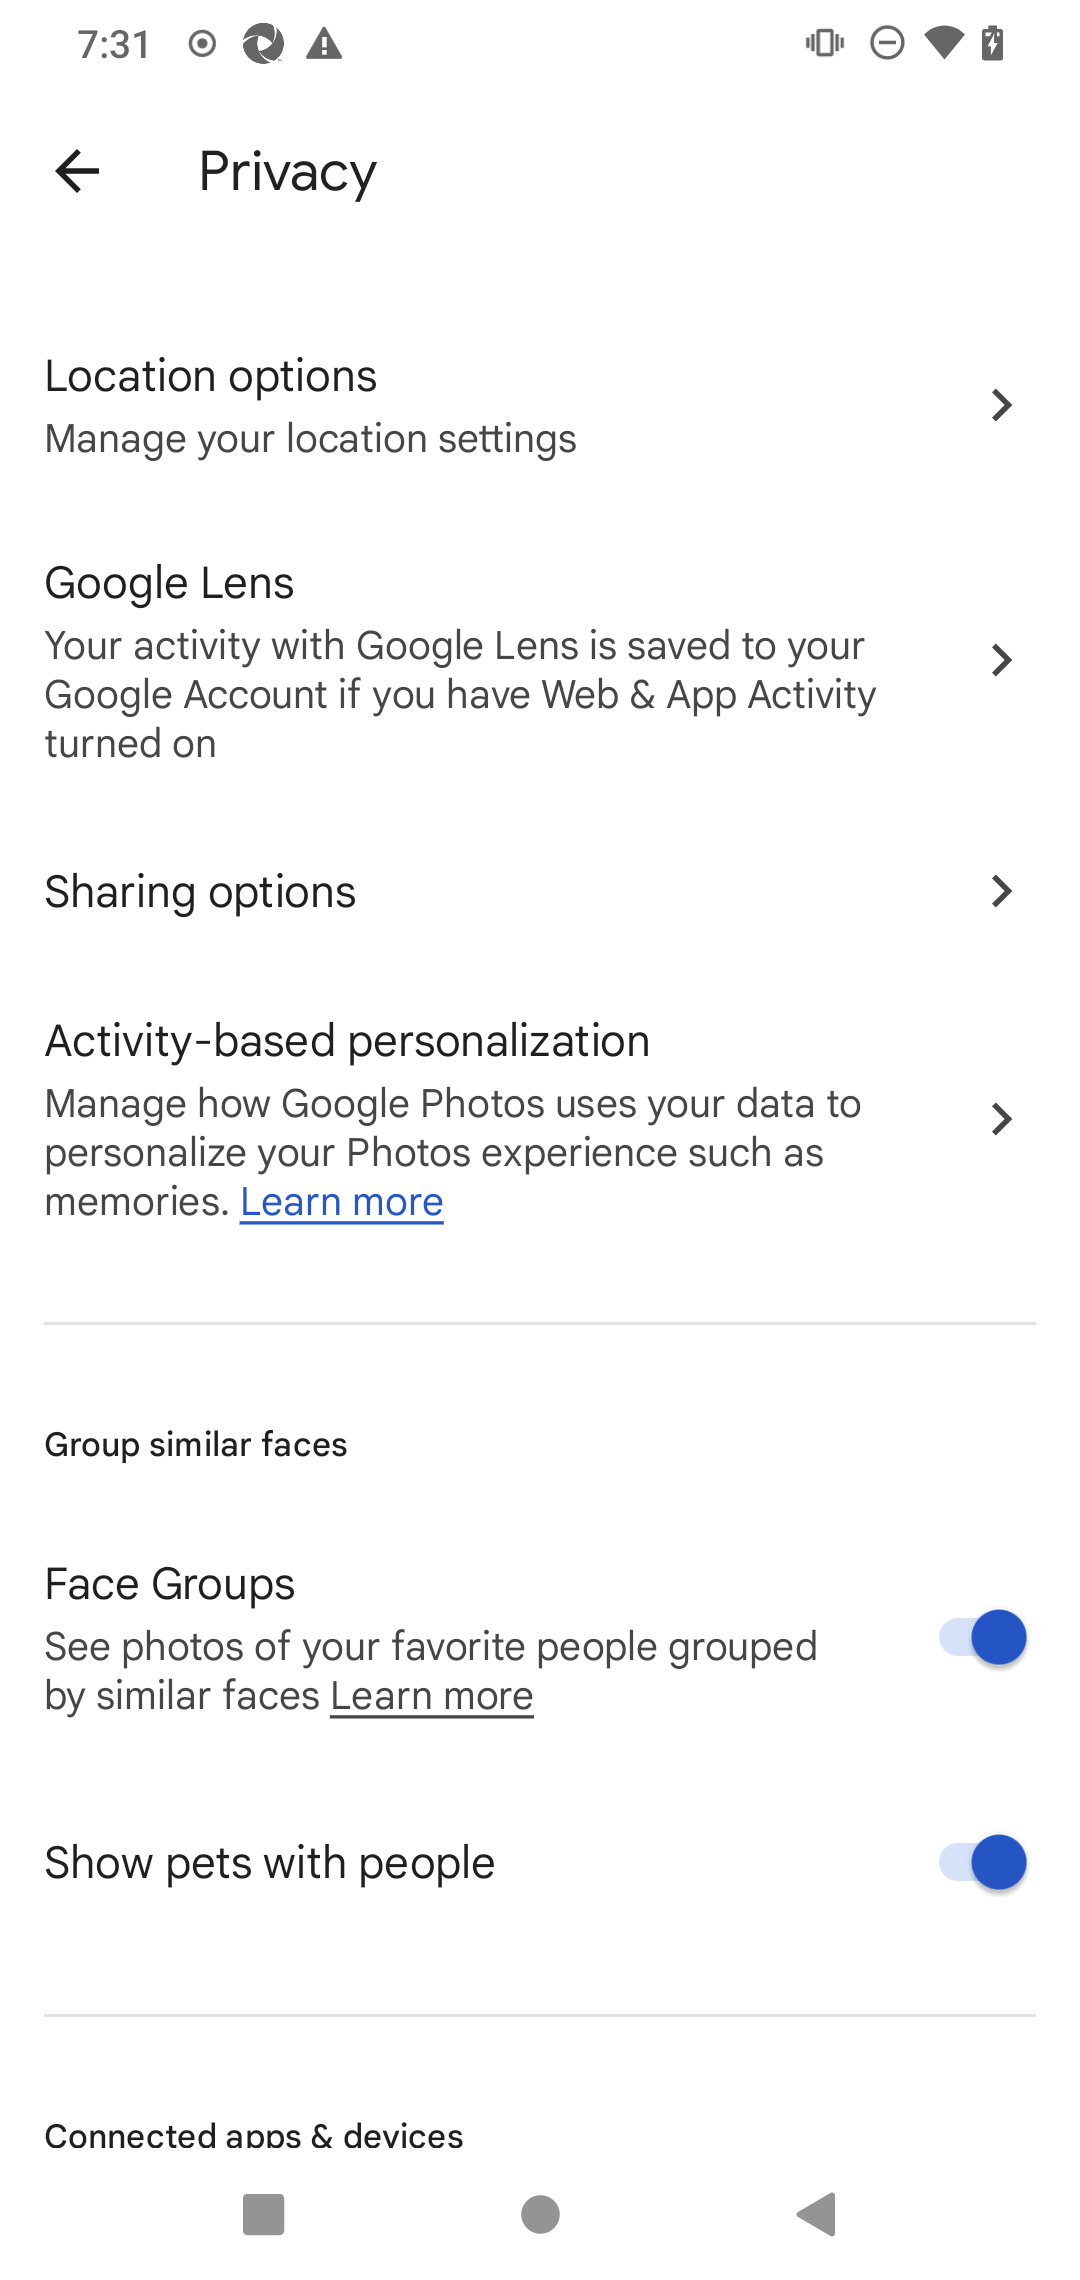 7:31
Privacy
Location options
Manage your location settings
Google Lens
Your activity with Google Lens is saved to your
Google Account if you have Web & App Activity
turned on
Sharing options
Activity-based personalization
Manage how Google Photos uses your data to
personalize your Photos experience such as
memories. Learn more
Group similar faces
Face Groups
See photos of your favorite people grouped
by similar faces Learn more
Show pets with people
Connected apps & devices